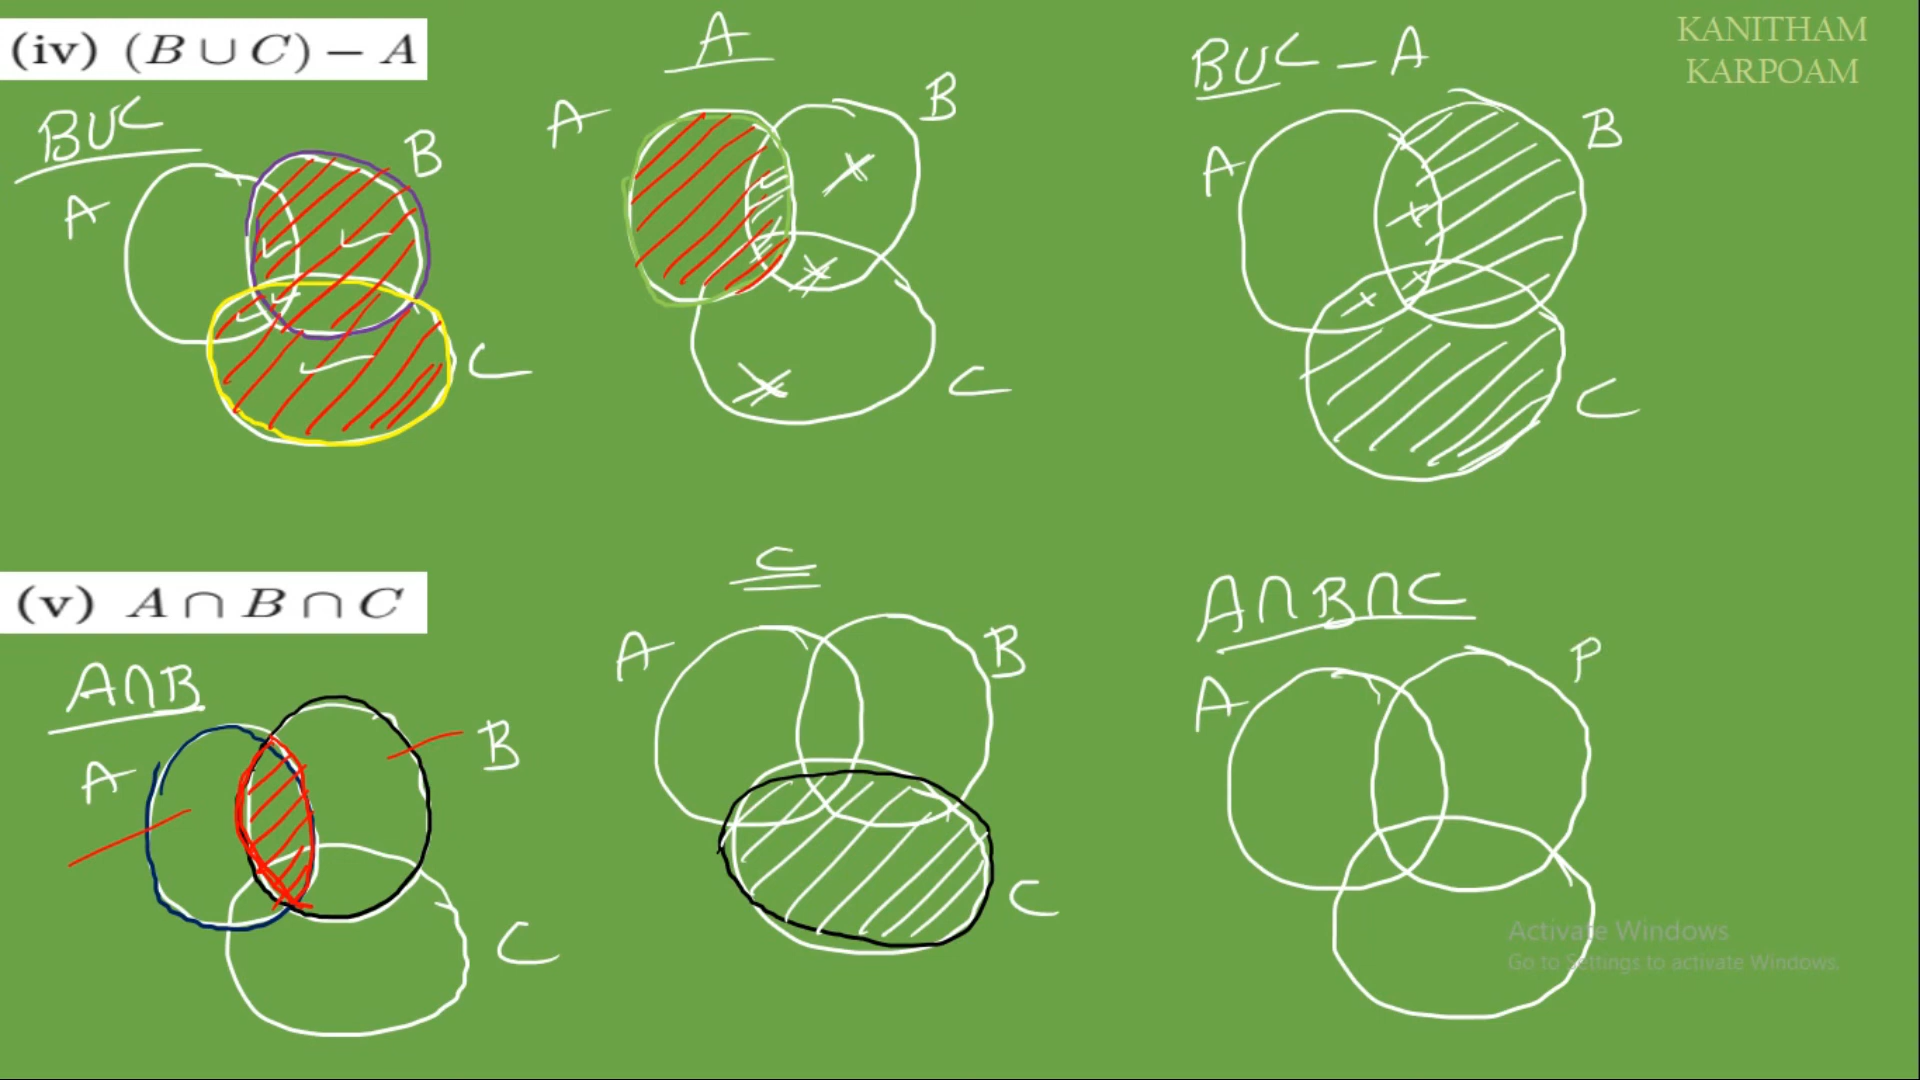 (iv) (B ∪ C) − A
A
B∪C − A
KANITHAM
KARPOAM
B∪C
A
B
C
A
B
C
A
B
C
(v) A ∩ B ∩ C
C
A∩B∩C
A∩B
A
B
C
A
B
C
A
P
Activate Windows
Go to Settings to activate Windows.